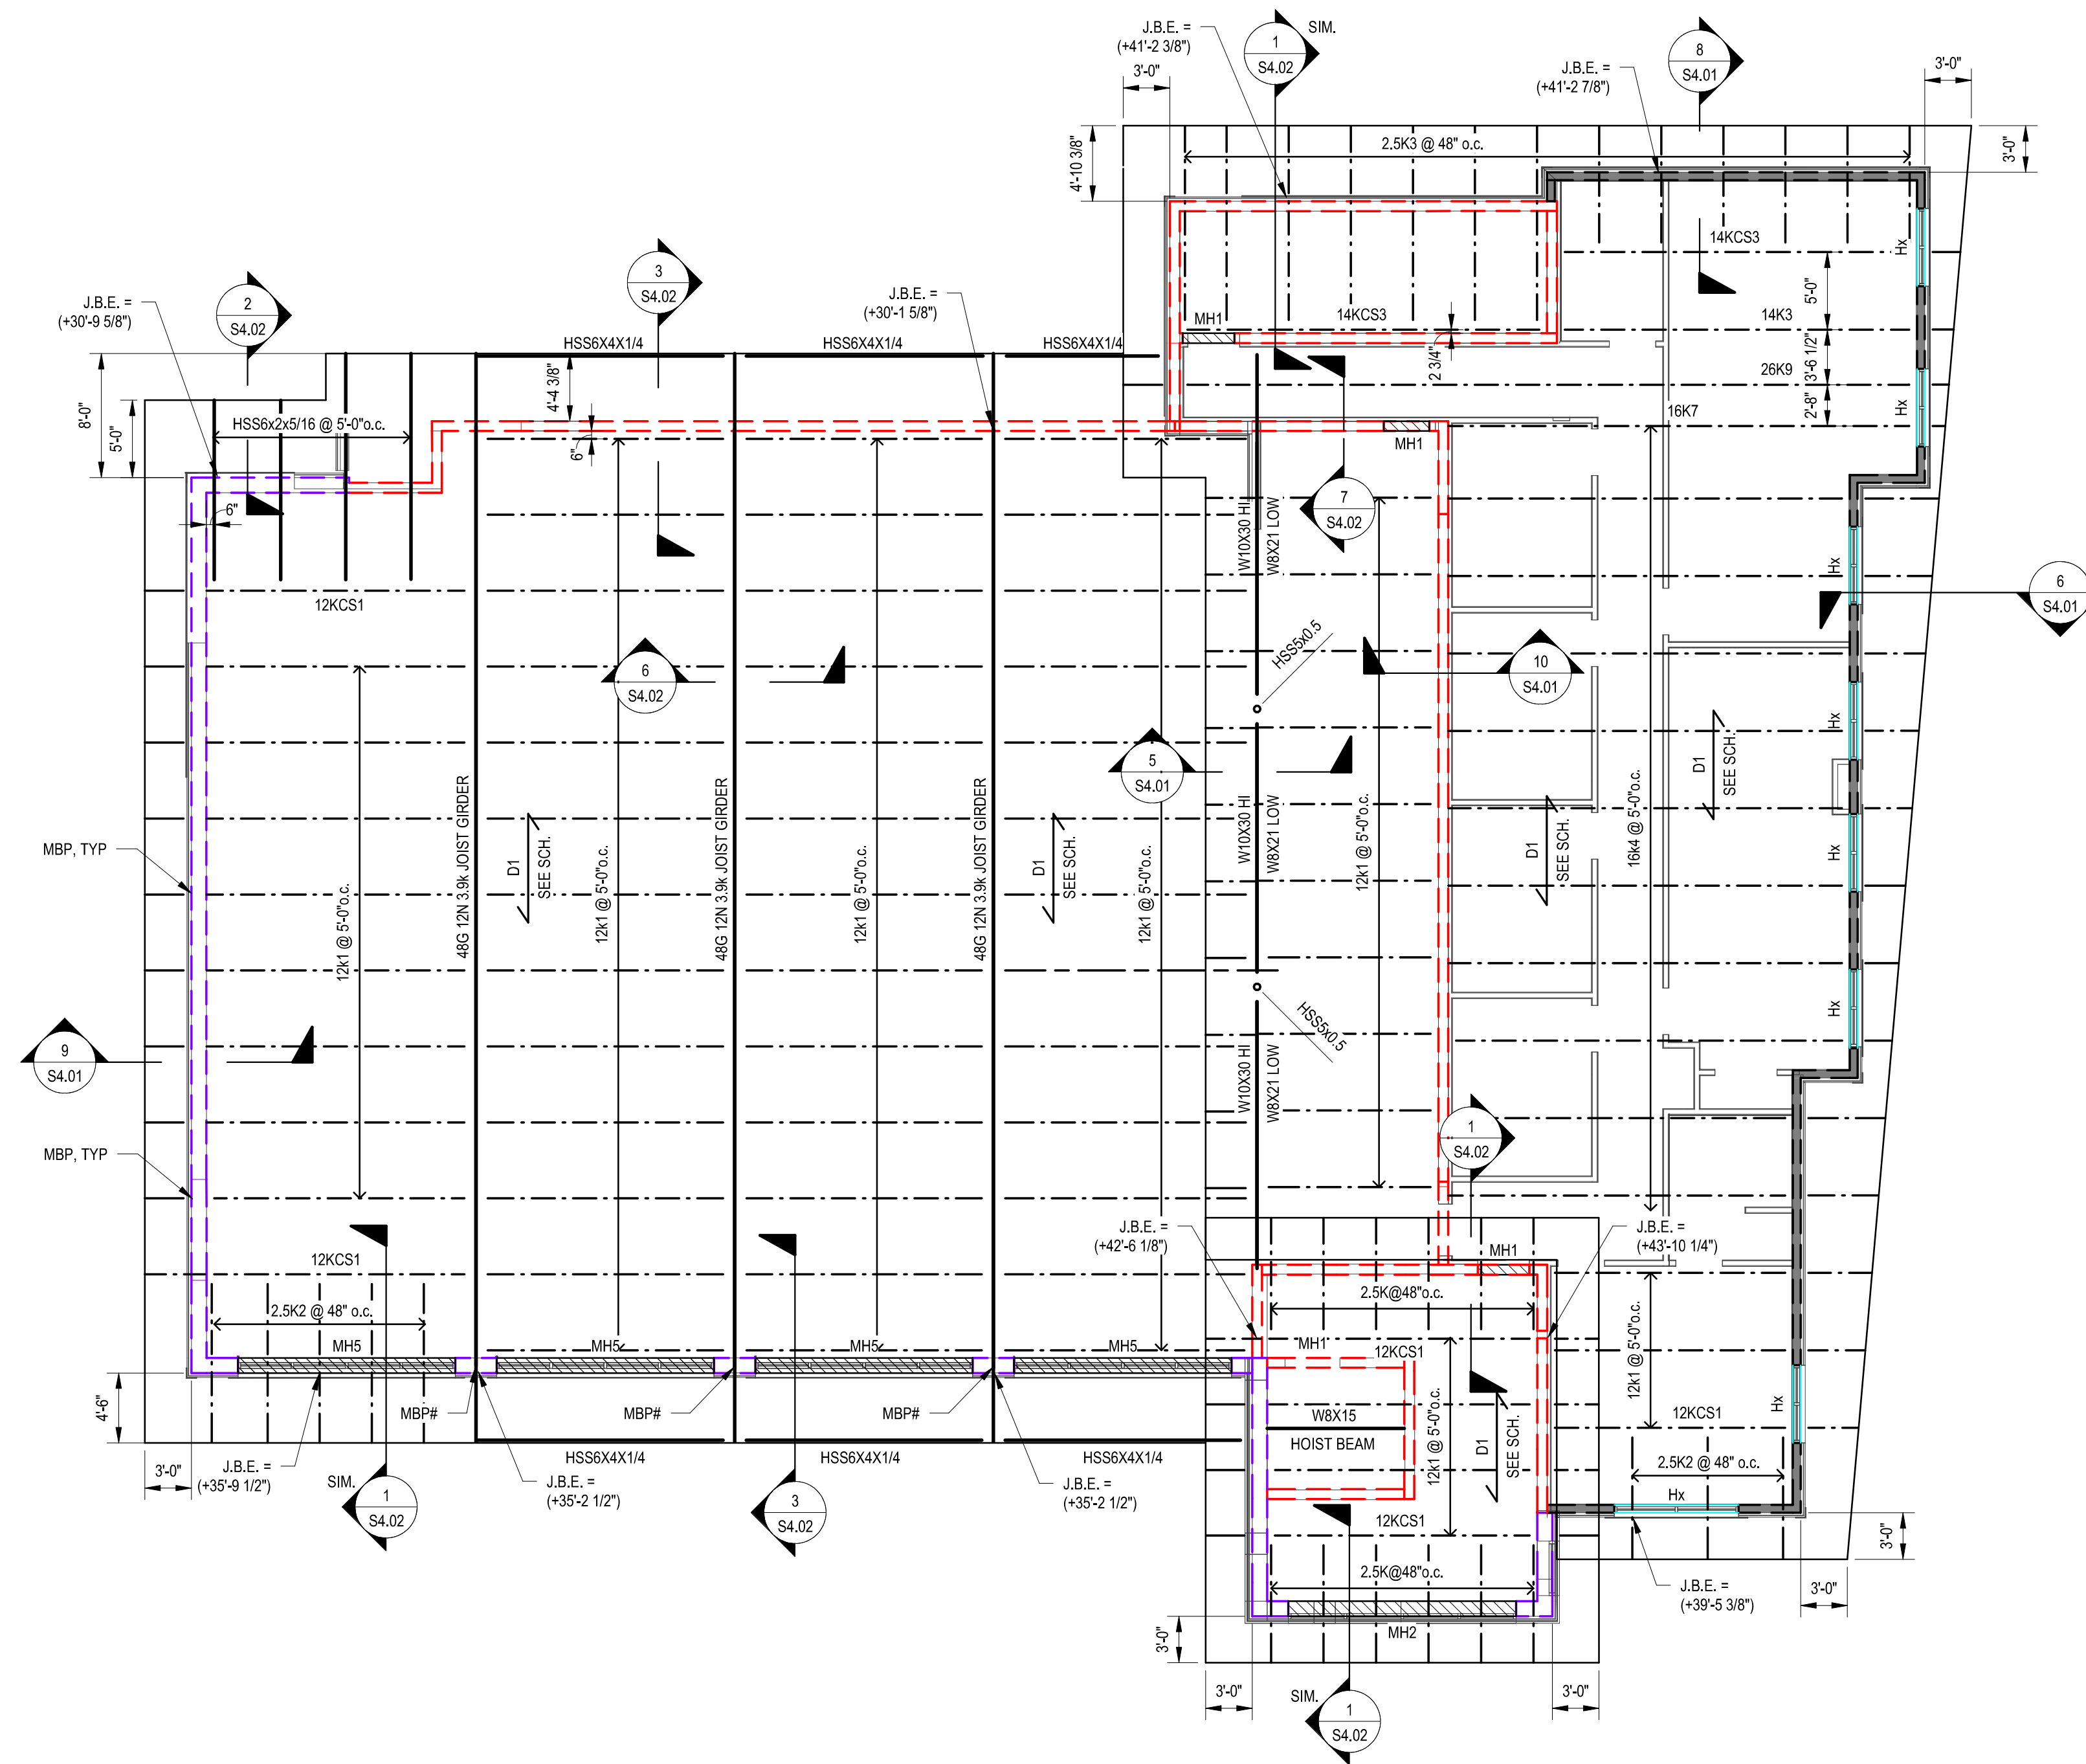 J.B.E. =
(+41'-2 3/8")
1
S4.02
SIM.
8
S4.01
J.B.E. =
(+41'-2 7/8")
3'-0"
3'-0"
3'-0"
4'-10 3/8"
2.5K3 @ 48" o.c.
14KCS3
Hx
5'-0"
2
S4.02
3
S4.02
J.B.E. =
(+30'-9 5/8")
J.B.E. =
(+30'-1 5/8")
MH1
14KCS3
14K3
HSS6X4X1/4
HSS6X4X1/4
HSS6X4X1/4
2 3/4"
3'-6 1/2"
26K9
2'-8"
Hx
16K7
8'-0"
5'-0"
4'-4 3/8"
HSS6x2x5/16 @ 5'-0"o.c.
6"
MH1
6"
7
S4.02
W10X30 HI
W8X21 LOW
Hx
12KCS1
6
S4.01
HSS5x0.5
6
S4.02
10
S4.01
5
S4.01
Hx
D1
SEE SCH.
48G 12N 3.9k JOIST GIRDER
48G 12N 3.9k JOIST GIRDER
48G 12N 3.9k JOIST GIRDER
MBP, TYP
D1
SEE SCH.
D1
SEE SCH.
W10X30 HI
W8X21 LOW
D1
SEE SCH.
Hx
12k1 @ 5'-0"o.c.
12k1 @ 5'-0"o.c.
12k1 @ 5'-0"o.c.
12k1 @ 5'-0"o.c.
12k1 @ 5'-0"o.c.
16k4 @ 5'-0"o.c.
Hx
HSS5x0.5
9
S4.01
W10X30 HI
W8X21 LOW
1
S4.02
MBP, TYP
J.B.E. =
(+42'-6 1/8")
J.B.E. =
(+43'-10 1/4")
12KCS1
MH1
2.5K2 @ 48" o.c.
2.5K@48"o.c.
MH5
MH5
MH5
MH5
MH1
12KCS1
12k1 @ 5'-0"o.c.
4'-6"
MBP#
MBP#
MBP#
W8X15
HOIST BEAM
12k1 @ 5'-0"o.c.
D1
SEE SCH.
12KCS1
Hx
HSS6X4X1/4
HSS6X4X1/4
HSS6X4X1/4
2.5K2 @ 48" o.c.
3'-0"
J.B.E. =
(+35'-9 1/2")
SIM.
1
S4.02
J.B.E. =
(+35'-2 1/2")
3
S4.02
J.B.E. =
(+35'-2 1/2")
Hx
12KCS1
3'-0"
2.5K@48"o.c.
J.B.E. =
(+39'-5 3/8")
3'-0"
MH2
3'-0"
3'-0"
SIM.
1
S4.02
3'-0"